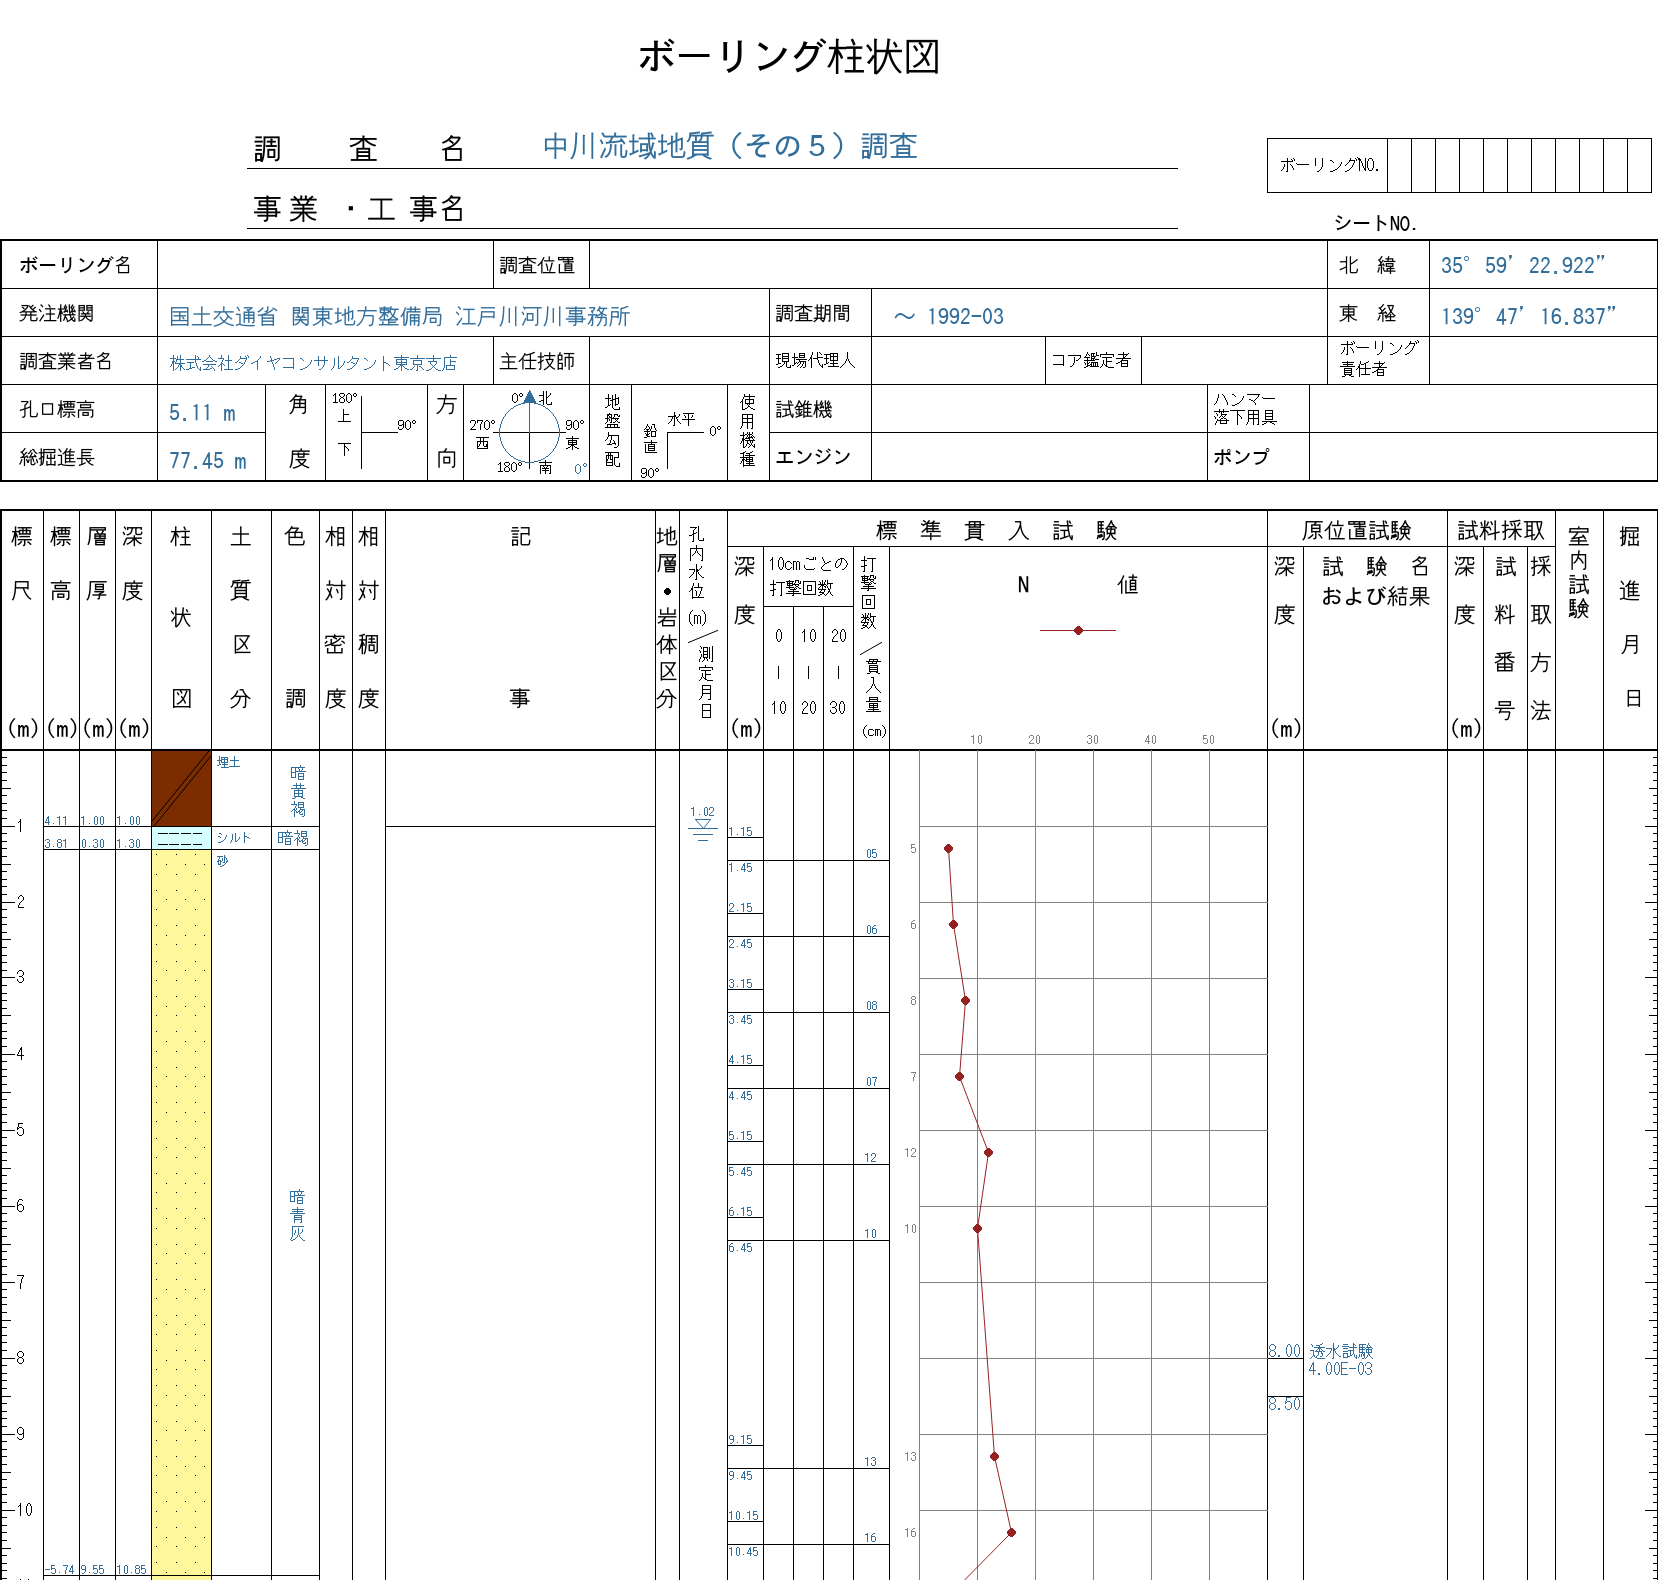 ボーリング柱状図
調 査 名 中川流域地質（その５）調査
事業・工事名
ボーリングNO.
シートNO.
ボーリング名 調査位置 北 緯 35° 59’ 22.922”
発注機関 国土交通省 関東地方整備局 江戸川河川事務所 調査期間 ～ 1992-03 東 経 139° 47’ 16.837”
調査業者名 株式会社ダイヤコンサルタント東京支店 主任技師 現場代理人 コア鑑定者 ボーリング責任者
孔口標高 5.11 m 角度 180° 上 下 90° 方向 0° 北 270° 西 90° 東 180° 南 0° 地盤勾配 鉛直 水平 0° 90° 使用機種 試錐機 ハンマー落下用具
総掘進長 77.45 m エンジン ポンプ
標尺(m) 標高(m) 層厚(m) 深度(m) 柱状図 土質区分 色調 相対密度 相対稠度 記事 地層・岩体区分 孔内水位(m)／測定月日
標準貫入試験 原位置試験 試料採取 室内試験 掘進月日
深度(m) 10cmごとの打撃回数 打撃回数／貫入量(cm) N 値 深度(m) 試験名および結果 深度(m) 試料番号 採取方法
0 10 20
| | |
10 20 30
10 20 30 40 50
埋土 暗黄褐
1 4.11 1.00 1.00
3.81 0.30 1.30 シルト 暗褐
砂
1.02
1.15
05 5
1.45
2
2.15
06 6
2.45
3
3.15
08 8
3.45
4
4.15
07 7
4.45
5
5.15
12 12
5.45
6 暗青灰
6.15
10 10
6.45
7
8 8.00 透水試験
4.00E-03
8.50
9
9.15
13 13
9.45
10
10.15
16 16
10.45
-5.74 9.55 10.85